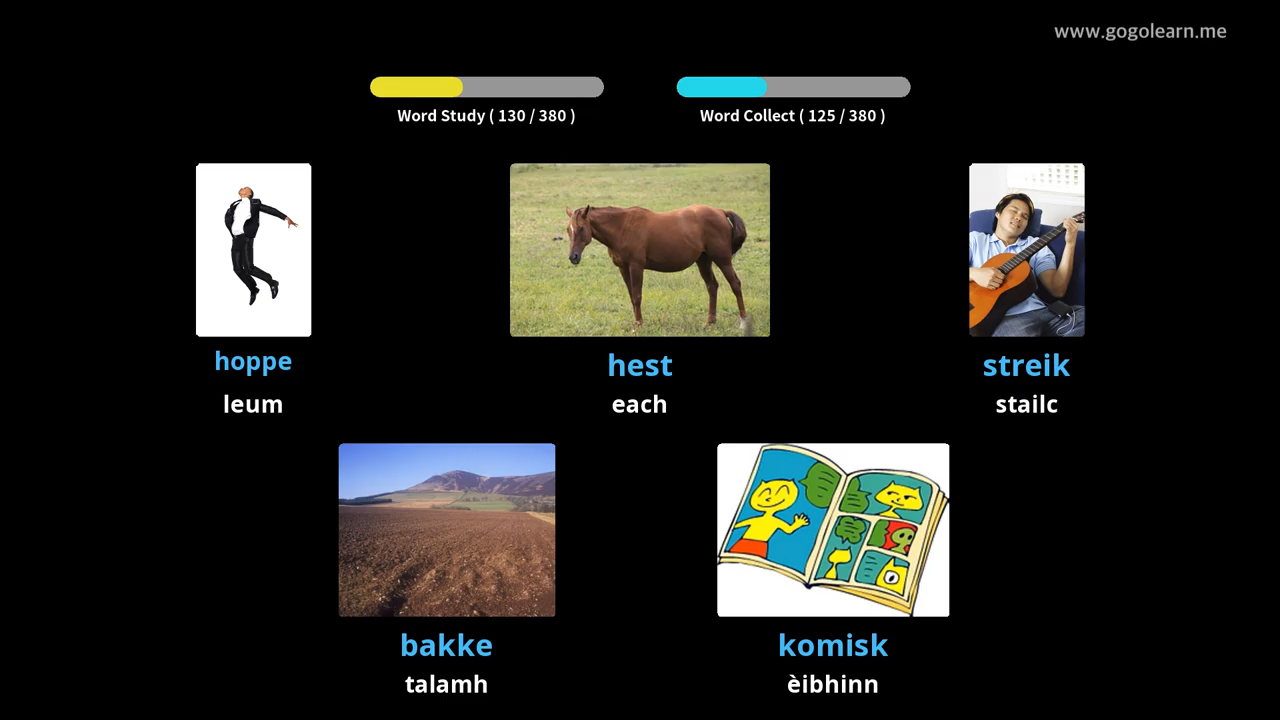 www.gogolearn.me
Word Study ( 130 / 380 )
Word Collect ( 125 / 380 )
hoppe
leum
hest
each
streik
stailc
bakke
talamh
komisk
èibhinn